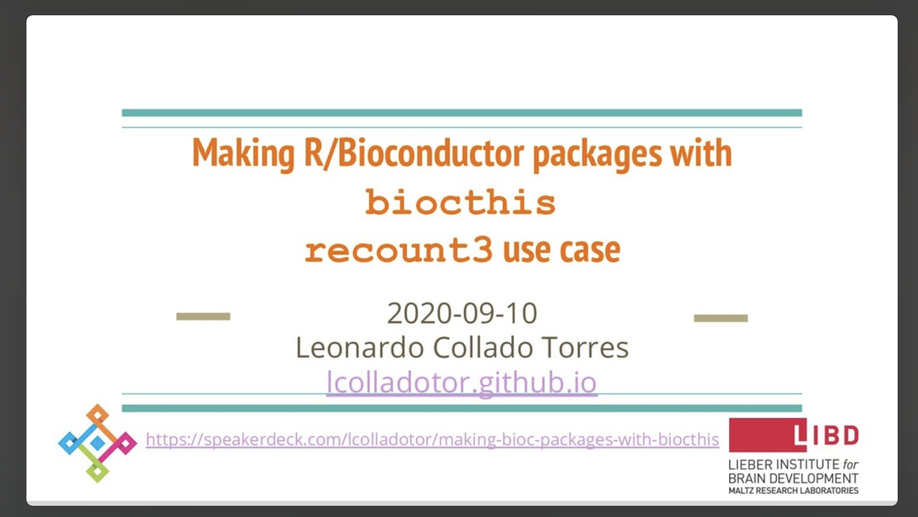 Making R/Bioconductor packages with
biocthis
recount3 use case
2020-09-10
Leonardo Collado Torres
lcolladotor.github.io
https://speakerdeck.com/lcolladotor/making-bioc-packages-with-biocthis
LIBD
LIEBER INSTITUTE for
BRAIN DEVELOPMENT
MALTZ RESEARCH LABORATORIES